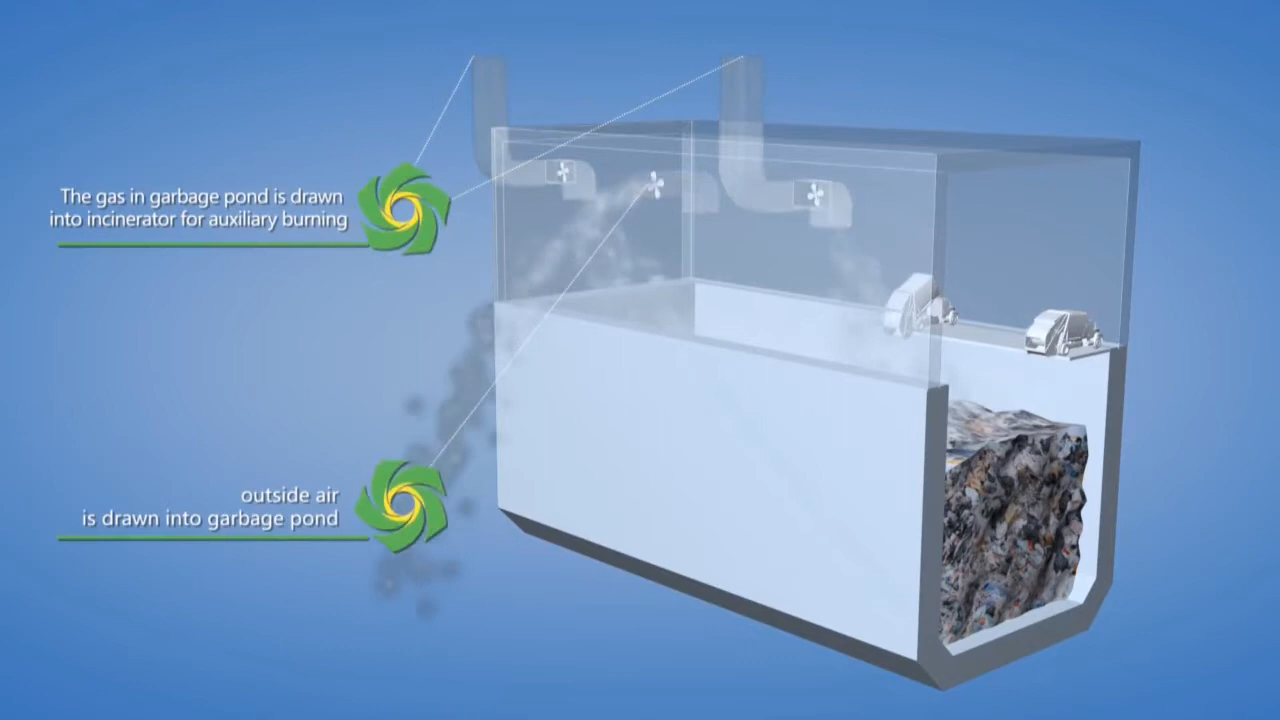 The gas in garbage pond is drawn
into incinerator for auxiliary burning
outside air
is drawn into garbage pond